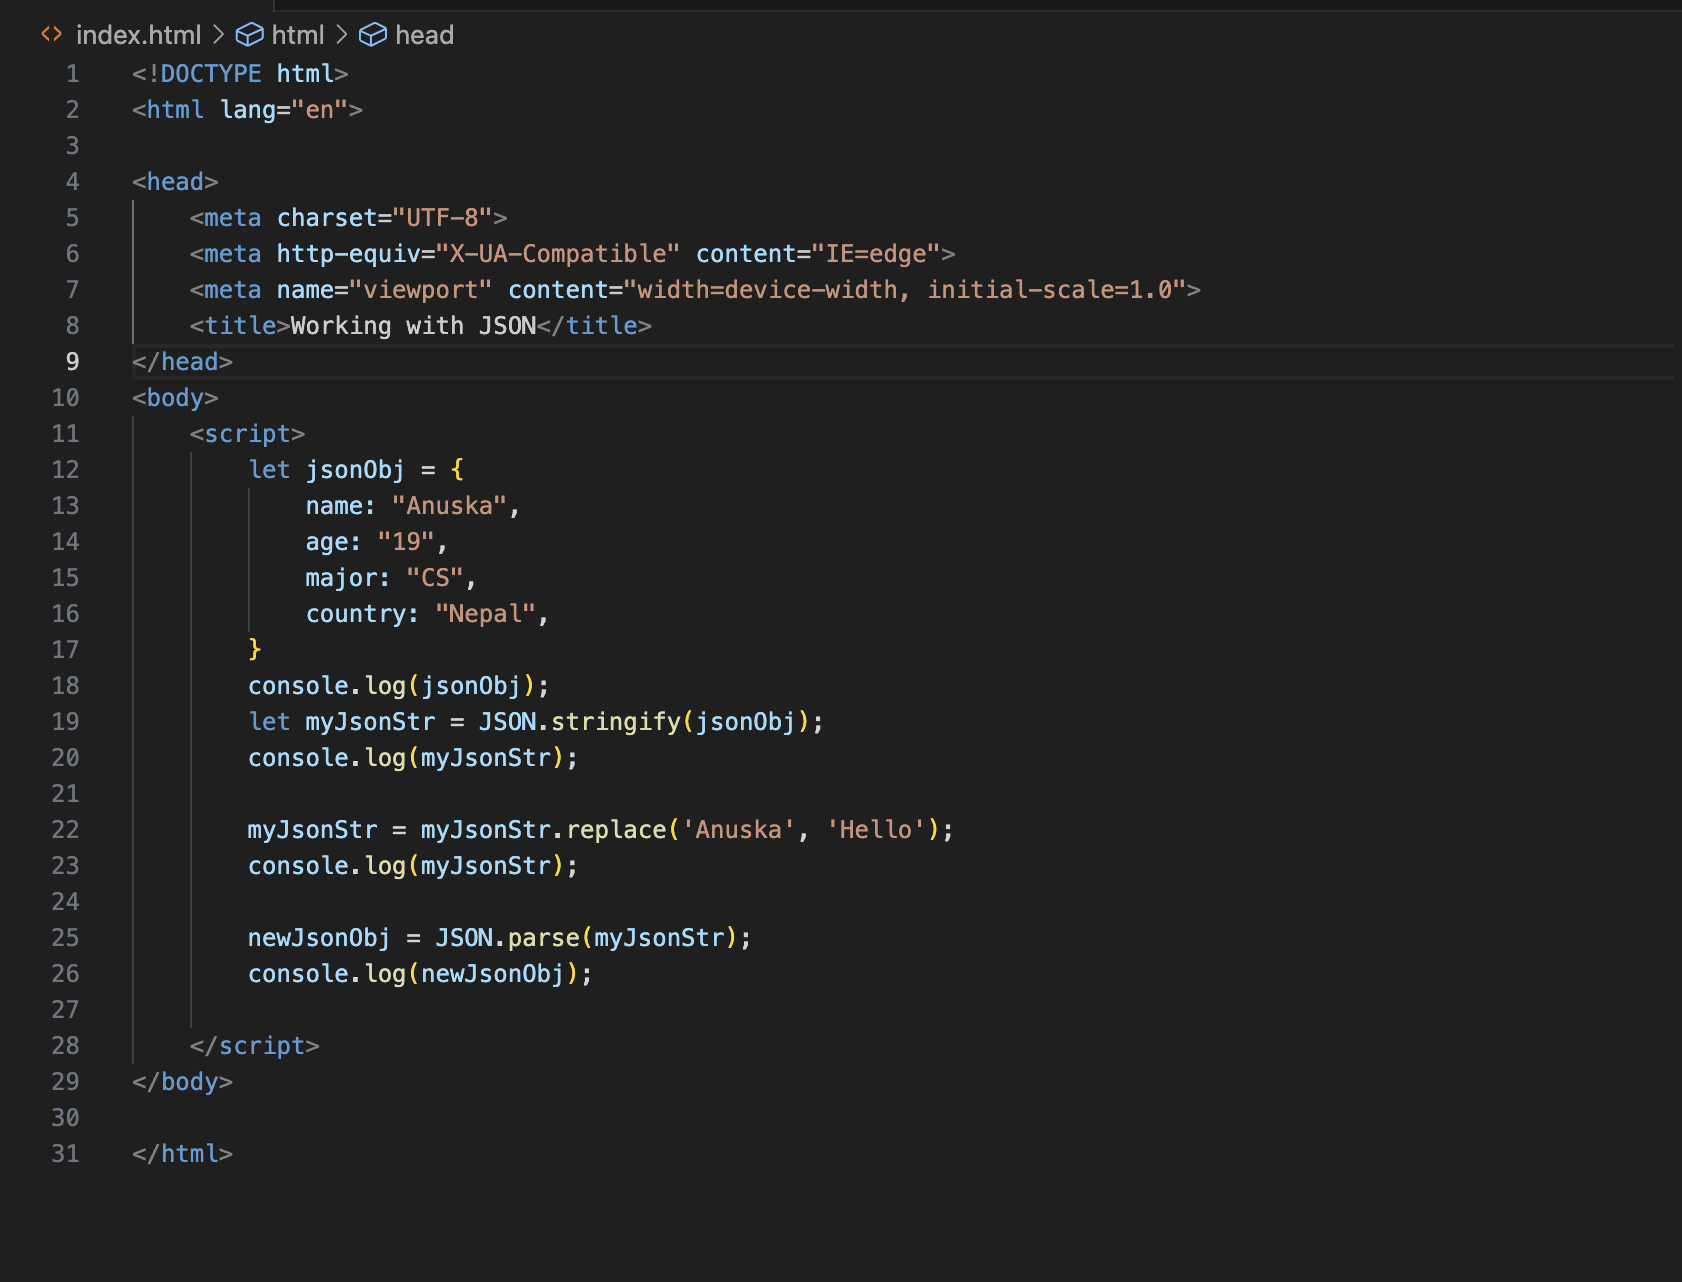 index.html > html > head
1 <!DOCTYPE html>
2 <html lang="en">
3
4 <head>
5     <meta charset="UTF-8">
6     <meta http-equiv="X-UA-Compatible" content="IE=edge">
7     <meta name="viewport" content="width=device-width, initial-scale=1.0">
8     <title>Working with JSON</title>
9 </head>
10 <body>
11     <script>
12         let jsonObj = {
13             name: "Anuska",
14             age: "19",
15             major: "CS",
16             country: "Nepal",
17         }
18         console.log(jsonObj);
19         let myJsonStr = JSON.stringify(jsonObj);
20         console.log(myJsonStr);
21
22         myJsonStr = myJsonStr.replace('Anuska', 'Hello');
23         console.log(myJsonStr);
24
25         newJsonObj = JSON.parse(myJsonStr);
26         console.log(newJsonObj);
27
28     </script>
29 </body>
30
31 </html>